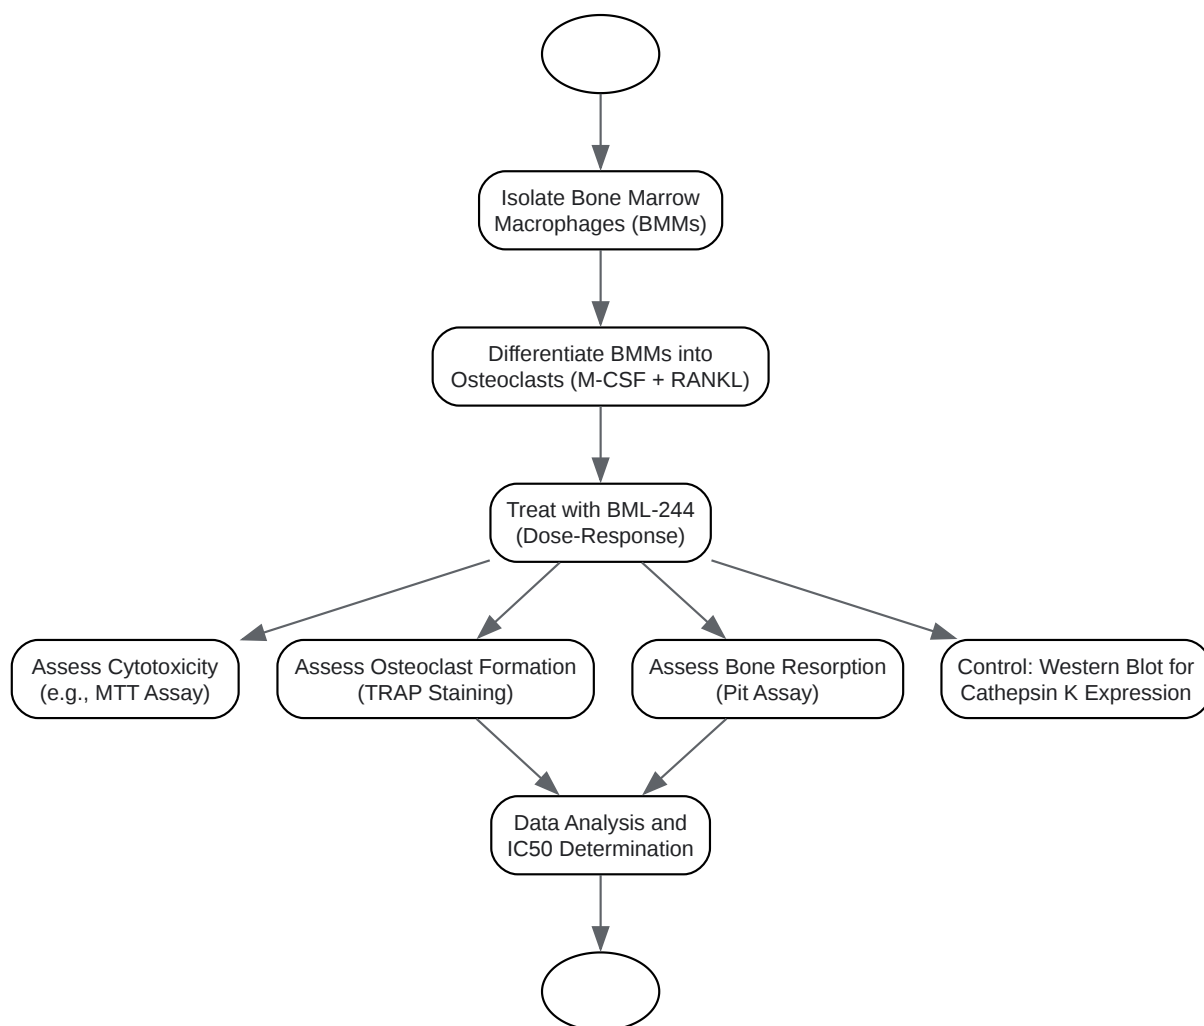 Isolate Bone Marrow
Macrophages (BMMs)
Differentiate BMMs into
Osteoclasts (M-CSF + RANKL)
Treat with BML-244
(Dose-Response)
Assess Cytotoxicity
(e.g., MTT Assay)
Assess Osteoclast Formation
(TRAP Staining)
Assess Bone Resorption
(Pit Assay)
Control: Western Blot for
Cathepsin K Expression
Data Analysis and
IC50 Determination